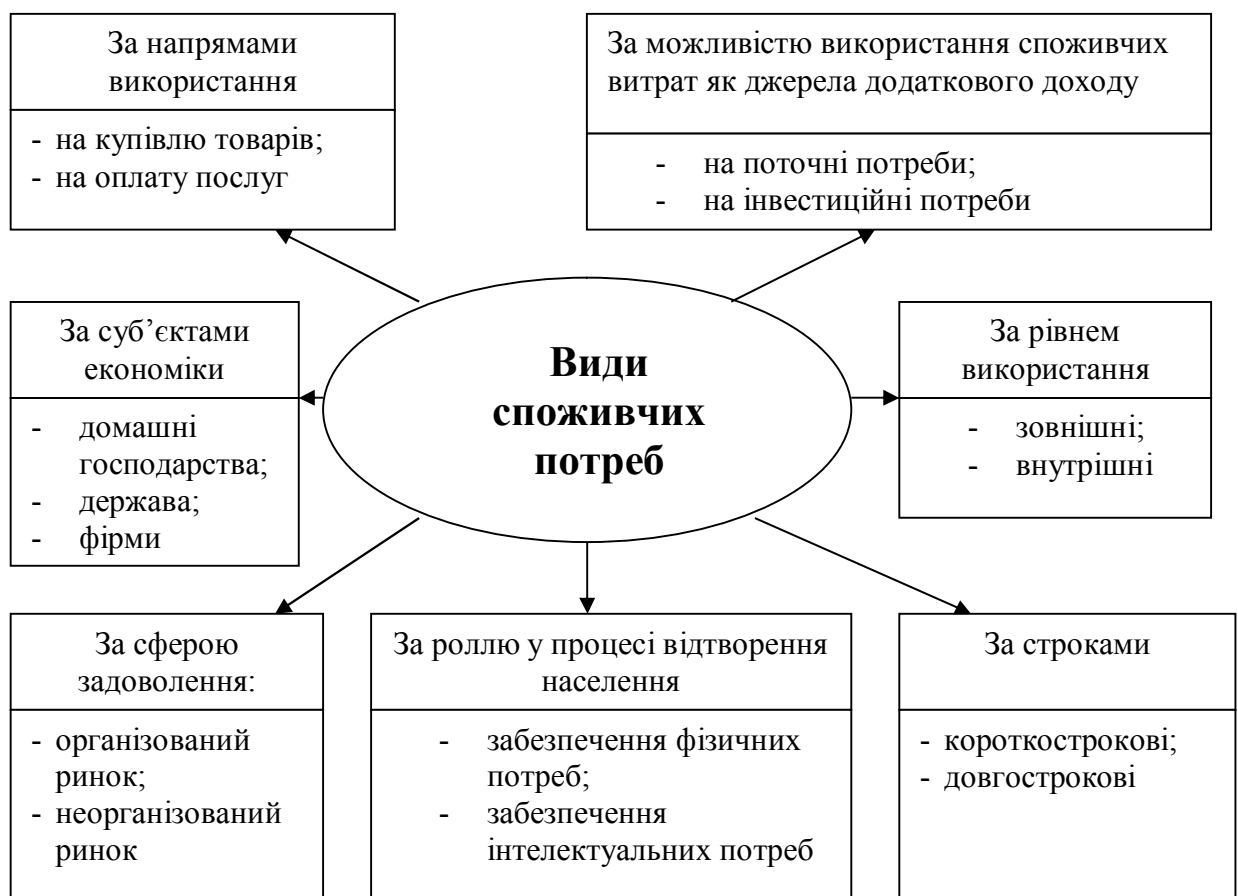 За напрямами
використання
- на купівлю товарів;
- на оплату послуг
За можливістю використання споживчих
витрат як джерела додаткового доходу
- на поточні потреби;
- на інвестиційні потреби
За суб’єктами
економіки
- домашні
господарства;
- держава;
- фірми
Види
споживчих
потреб
За рівнем
використання
- зовнішні;
- внутрішні
За сферою
задоволення:
- організований
ринок;
- неорганізований
ринок
За роллю у процесі відтворення
населення
- забезпечення фізичних
потреб;
- забезпечення
інтелектуальних потреб
За строками
- короткострокові;
- довгострокові